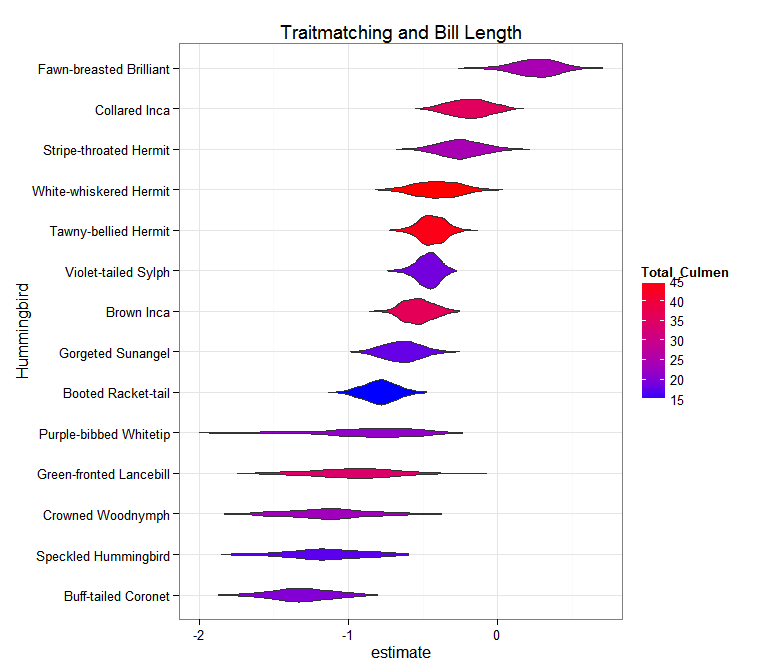 Traitmatching and Bill Length
Fawn-breasted Brilliant
Collared Inca
Stripe-throated Hermit
White-whiskered Hermit
Tawny-bellied Hermit
Violet-tailed Sylph
Brown Inca
Gorgeted Sunangel
Booted Racket-tail
Purple-bibbed Whitetip
Green-fronted Lancebill
Crowned Woodnymph
Speckled Hummingbird
Buff-tailed Coronet
Hummingbird
-2 -1 0
estimate
Total_Culmen
45
40
35
30
25
20
15